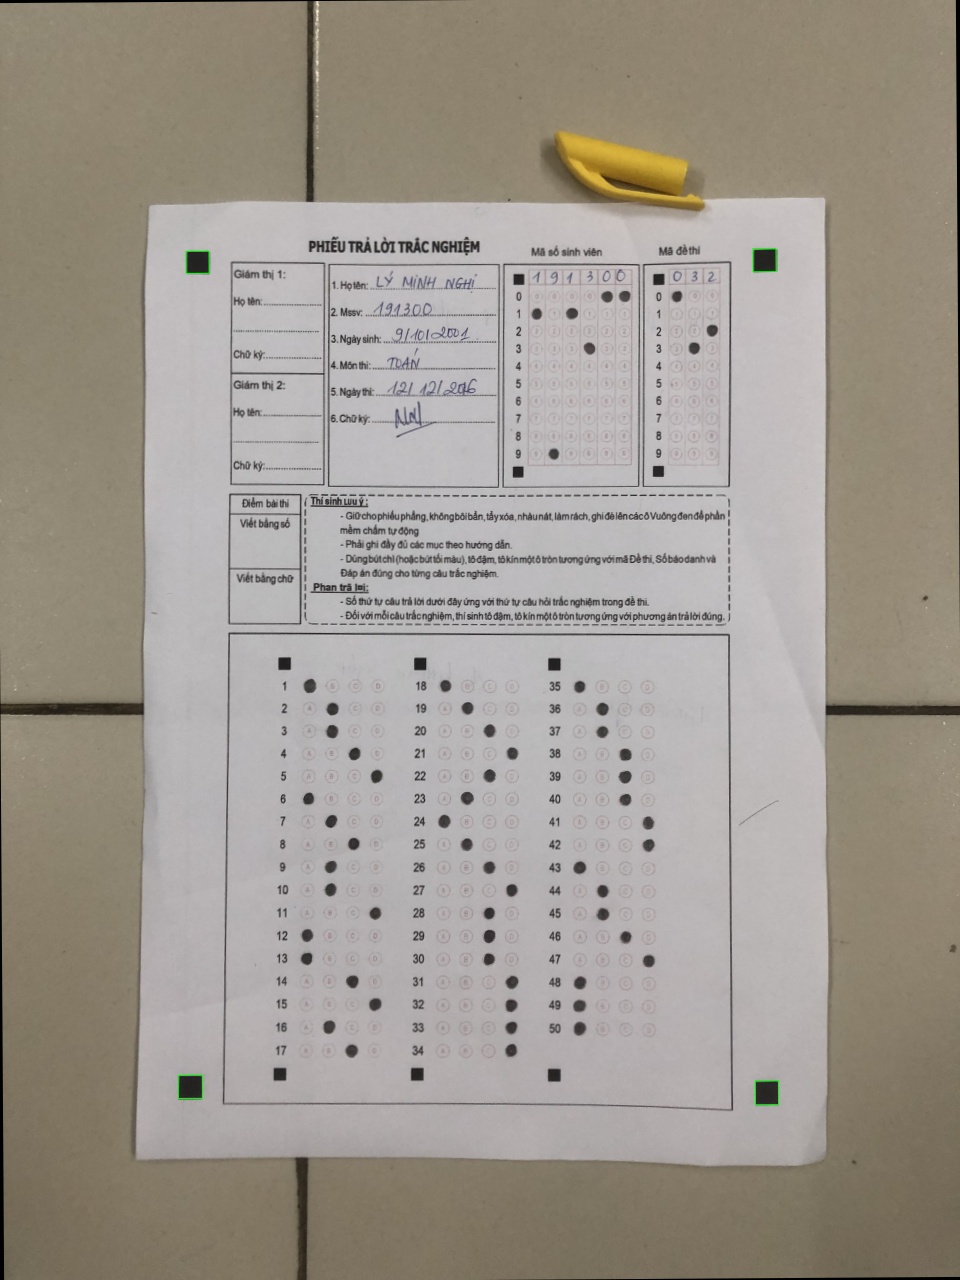 PHIẾU TRẢ LỜI TRẮC NGHIỆM
Mã số sinh viên
Mã đề thi
Giám thị 1:
Họ tên:
Chữ ký:
Giám thị 2:
Họ tên:
Chữ ký:
1. Họ tên: LÝ MINH NGHỊ
2. Mssv: 191300
3. Ngày sinh: 9/10/2001
4. Môn thi: TOÁN
5. Ngày thi: 12/12/2016
6. Chữ ký:
1 9 1 3 0 0
0
1
2
3
4
5
6
7
8
9
0 3 2
0
1
2
3
4
5
6
7
8
9
Điểm bài thi
Viết bằng số
Viết bằng chữ
Thí sinh lưu ý:
- Giữ cho phiếu phẳng, không bôi bẩn, tẩy xóa, nhàu nát, làm rách, ghi đè lên các ô Vuông đen để phần
mềm chấm tự động
- Phải ghi đầy đủ các mục theo hướng dẫn.
- Dùng bút chì (hoặc bút tối màu), tô đậm, tô kín một ô tròn tương ứng với mã Đề thi, Số báo danh và
Đáp án đúng cho từng câu trắc nghiệm.
Phần trả lời:
- Số thứ tự câu trả lời dưới đây ứng với thứ tự câu hỏi trắc nghiệm trong đề thi.
- Đối với mỗi câu trắc nghiệm, thí sinh tô đậm, tô kín một ô tròn tương ứng với phương án trả lời đúng.
1
2
3
4
5
6
7
8
9
10
11
12
13
14
15
16
17
18
19
20
21
22
23
24
25
26
27
28
29
30
31
32
33
34
35
36
37
38
39
40
41
42
43
44
45
46
47
48
49
50